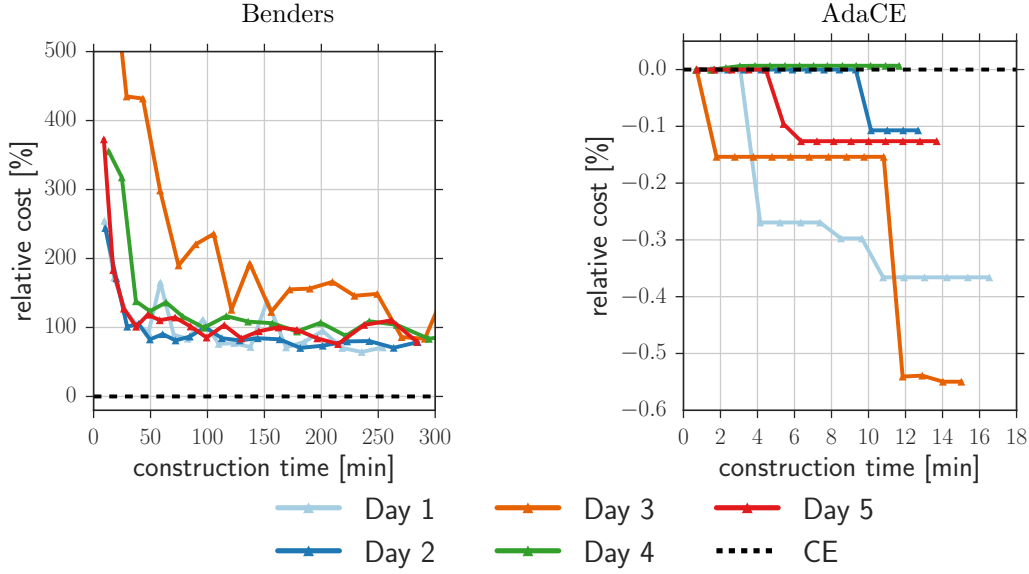 Benders
AdaCE
500
400
300
200
100
0
relative cost [%]
0 50 100 150 200 250 300
construction time [min]
0.0
−0.1
−0.2
−0.3
−0.4
−0.5
−0.6
relative cost [%]
0 2 4 6 8 10 12 14 16 18
construction time [min]
Day 1 Day 3 Day 5
Day 2 Day 4 CE